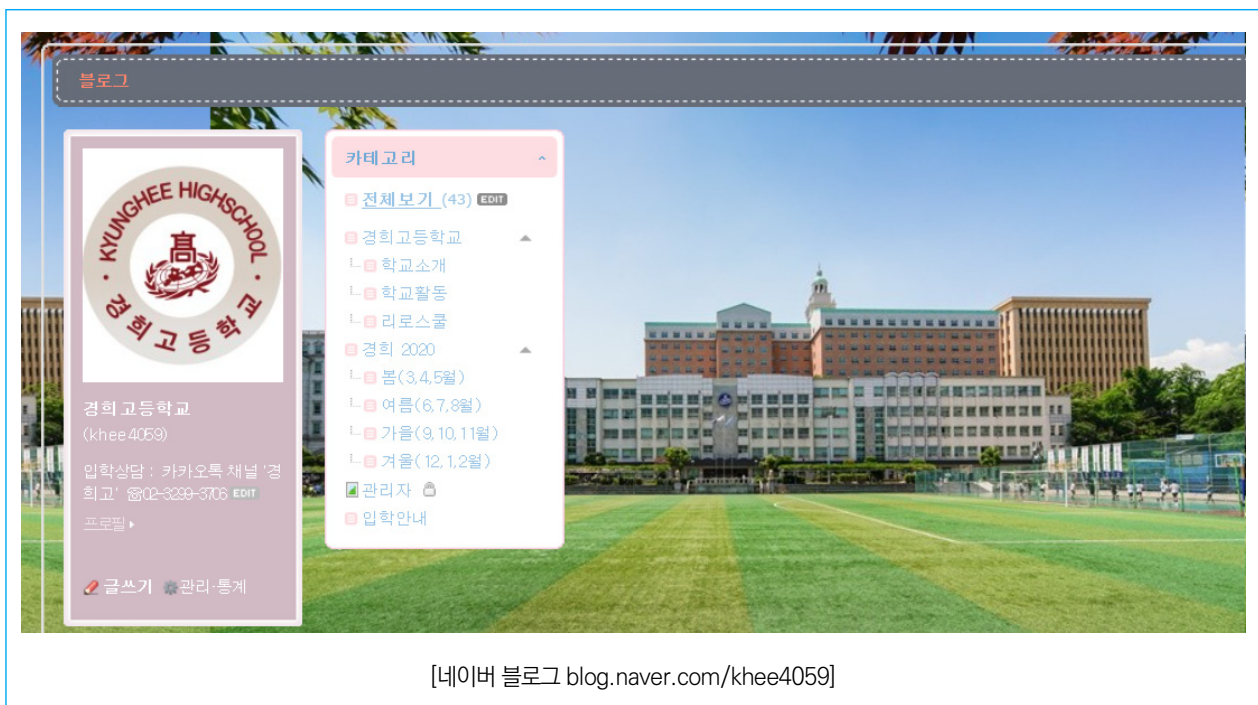 블로그
KYUNGHEE HIGHSCHOOL
高
경희고등학교
경희고등학교
(khee4059)
입학상담 : 카카오톡 채널 '경
희고' ☎02-3299-3706 EDIT
프로필▸
글쓰기 관리·통계
카테고리
전체보기 (43) EDIT
경희고등학교
학교소개
학교활동
리로스쿨
경희 2020
봄(3,4,5월)
여름(6,7,8월)
가을(9,10,11월)
겨울(12,1,2월)
관리자
입학안내
[네이버 블로그 blog.naver.com/khee4059]